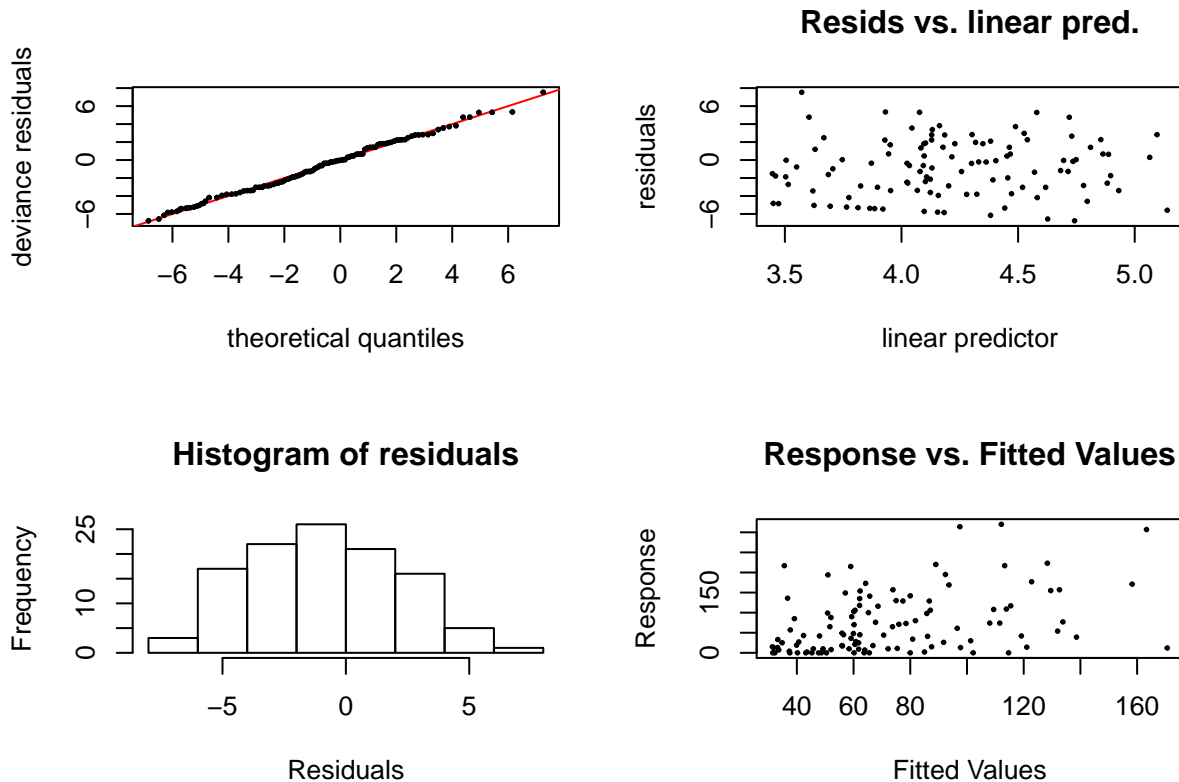 deviance residuals
6
0
−6
−6
−4
−2
0
2
4
6
theoretical quantiles
Resids vs. linear pred.
residuals
6
0
−6
3.5
4.0
4.5
5.0
linear predictor
Histogram of residuals
Frequency
25
10
0
−5
0
5
Residuals
Response vs. Fitted Values
Response
150
0
40
60
80
120
160
Fitted Values